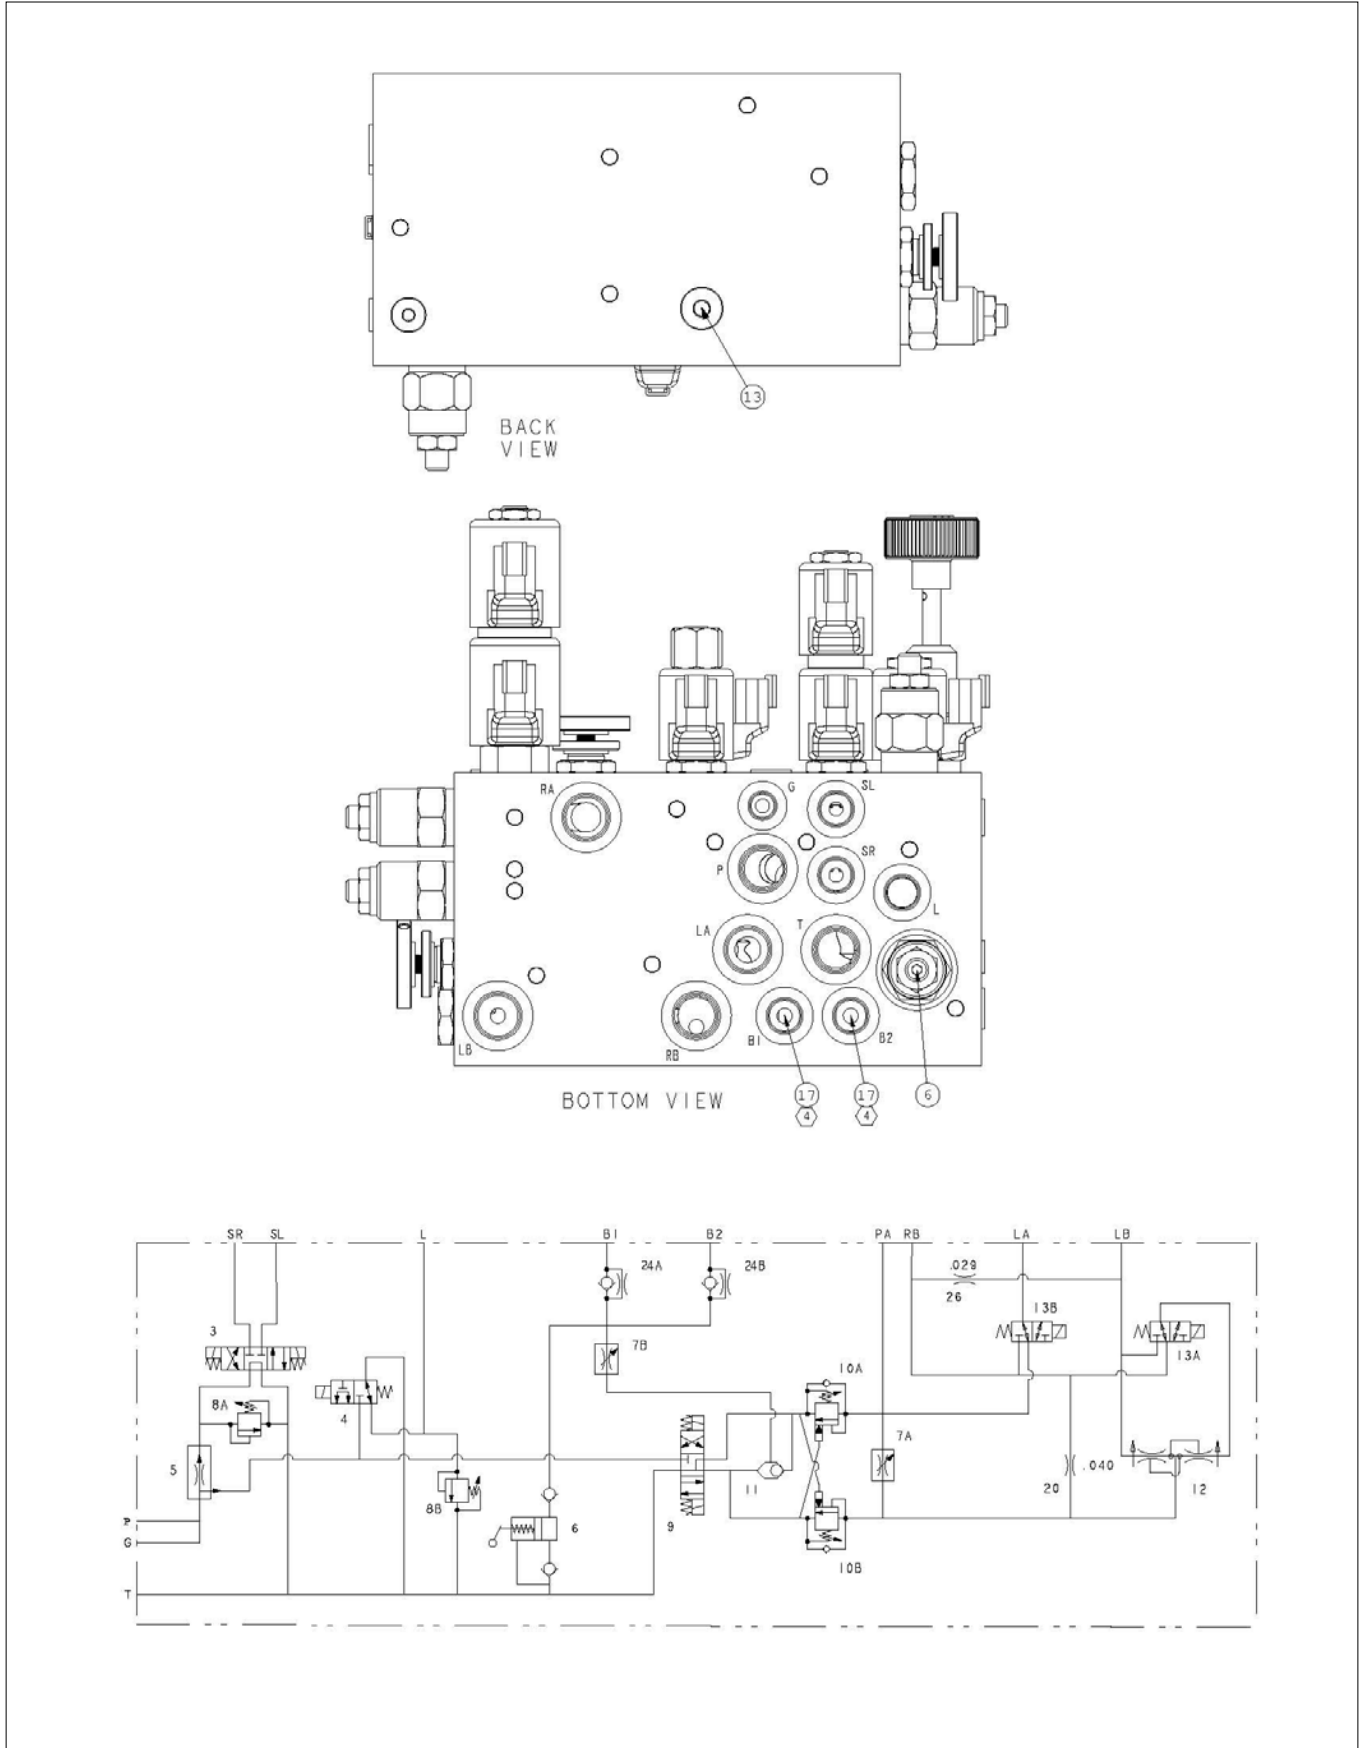 13
BACK
VIEW
RA
G
SL
P
SR
L
LA
T
LB
RB
B1
B2
17
17
6
4
4
BOTTOM VIEW
SR SL L B1 B2 PA RB LA LB
24A 24B .029
26 13B
3 7B 13A
10A
8A
4
7A
5 .040
11 20 12
8B 6 9
P
G
10B
T